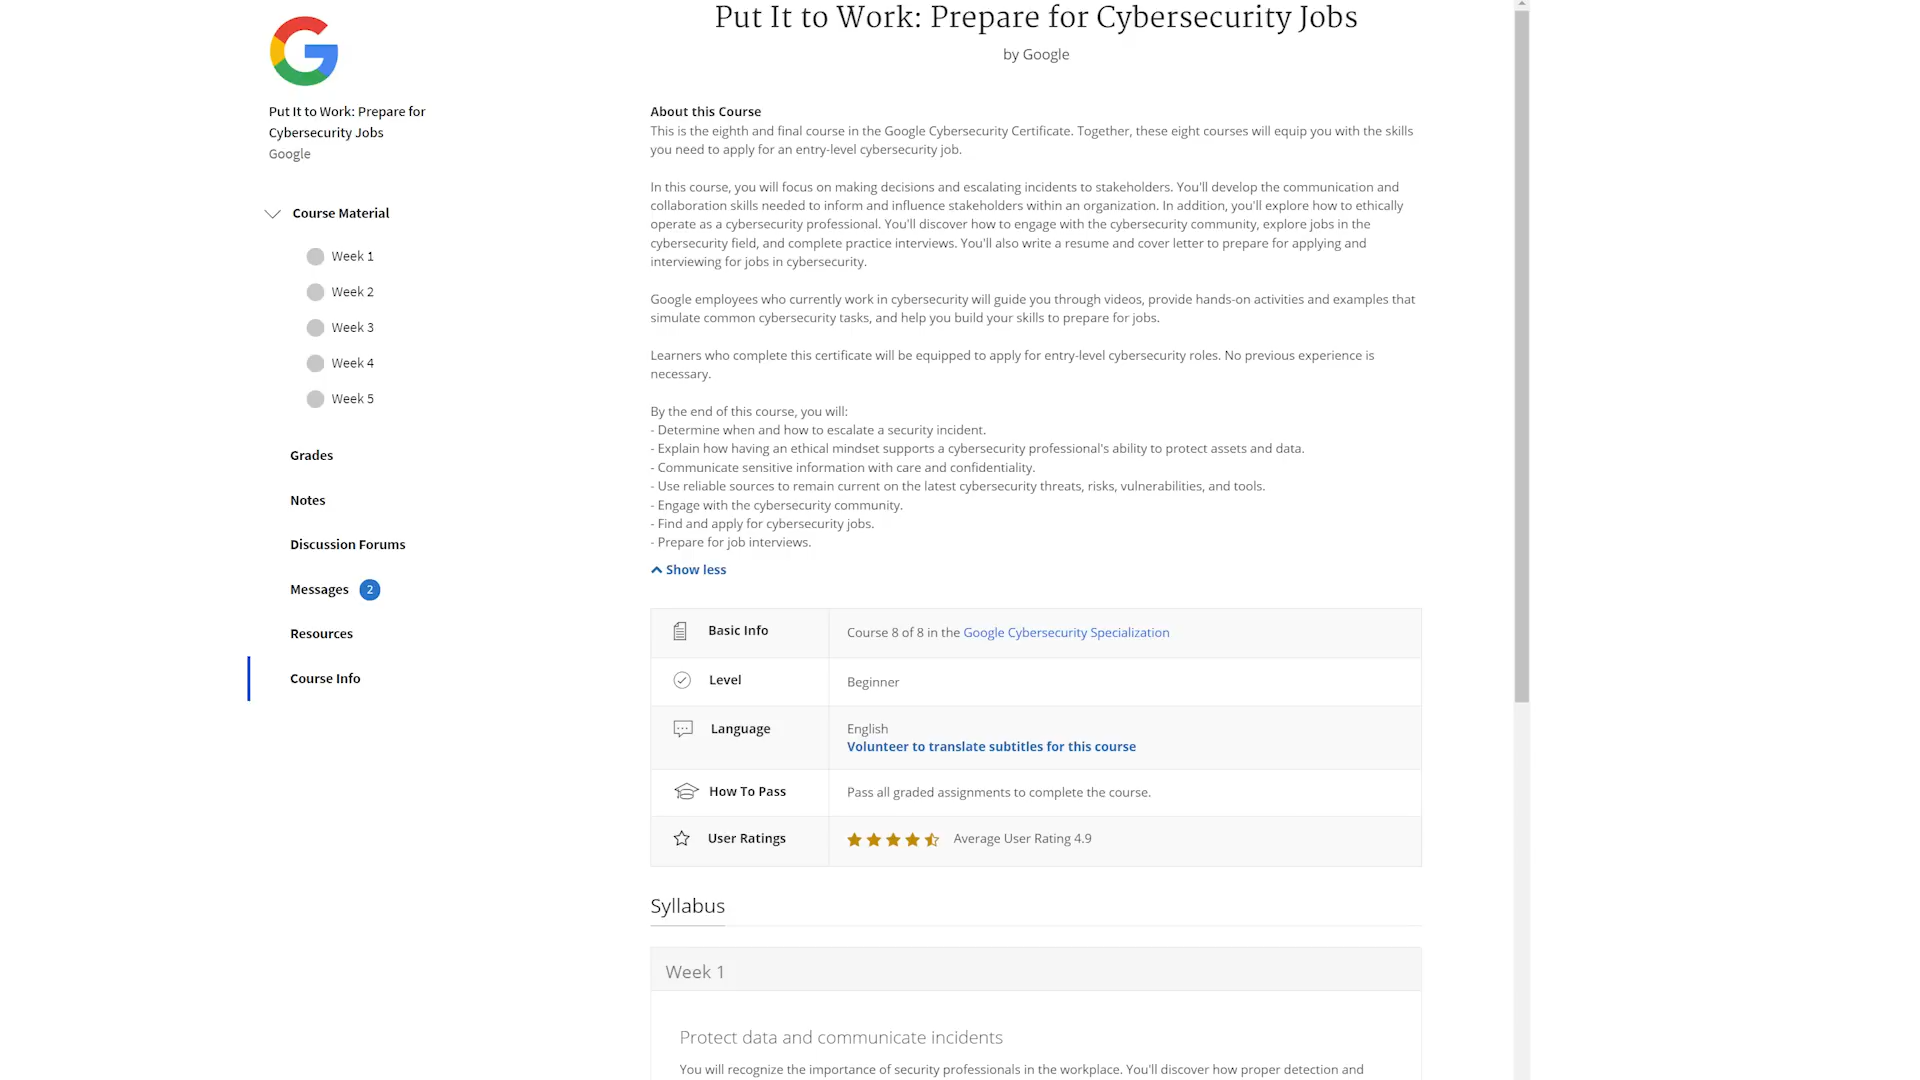 Put It to Work: Prepare for
Cybersecurity Jobs
Google
Course Material
Week 1
Week 2
Week 3
Week 4
Week 5
Grades
Notes
Discussion Forums
Messages 2
Resources
Course Info
Put It to Work: Prepare for Cybersecurity Jobs
by Google
About this Course
This is the eighth and final course in the Google Cybersecurity Certificate. Together, these eight courses will equip you with the skills
you need to apply for an entry-level cybersecurity job.
In this course, you will focus on making decisions and escalating incidents to stakeholders. You'll develop the communication and
collaboration skills needed to inform and influence stakeholders within an organization. In addition, you'll explore how to ethically
operate as a cybersecurity professional. You'll discover how to engage with the cybersecurity community, explore jobs in the
cybersecurity field, and complete practice interviews. You'll also write a resume and cover letter to prepare for applying and
interviewing for jobs in cybersecurity.
Google employees who currently work in cybersecurity will guide you through videos, provide hands-on activities and examples that
simulate common cybersecurity tasks, and help you build your skills to prepare for jobs.
Learners who complete this certificate will be equipped to apply for entry-level cybersecurity roles. No previous experience is
necessary.
By the end of this course, you will:
- Determine when and how to escalate a security incident.
- Explain how having an ethical mindset supports a cybersecurity professional's ability to protect assets and data.
- Communicate sensitive information with care and confidentiality.
- Use reliable sources to remain current on the latest cybersecurity threats, risks, vulnerabilities, and tools.
- Engage with the cybersecurity community.
- Find and apply for cybersecurity jobs.
- Prepare for job interviews.
Show less
Basic Info Course 8 of 8 in the Google Cybersecurity Specialization
Level Beginner
Language English
Volunteer to translate subtitles for this course
How To Pass Pass all graded assignments to complete the course.
User Ratings Average User Rating 4.9
Syllabus
Week 1
Protect data and communicate incidents
You will recognize the importance of security professionals in the workplace. You'll discover how proper detection and